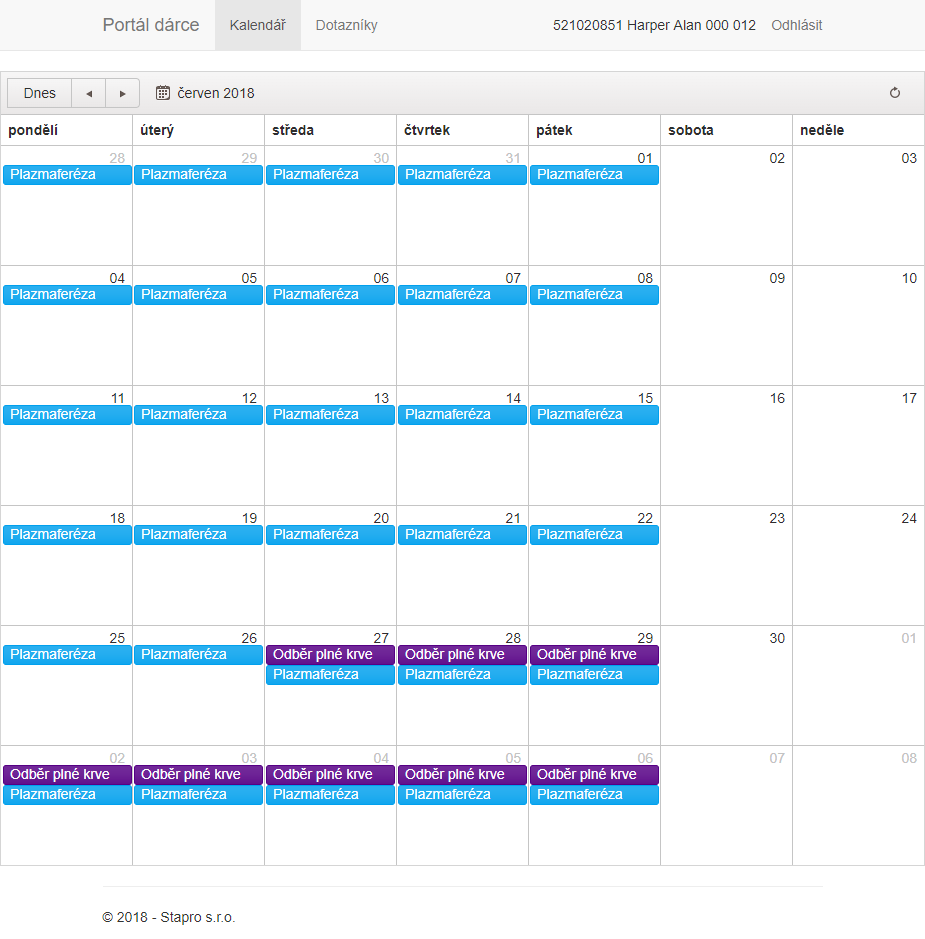 Portál dárce Kalendář Dotazníky 521020851 Harper Alan 000 012 Odhlásit
Dnes červen 2018
pondělí úterý středa čtvrtek pátek sobota neděle
28 29 30 31 01 02 03
Plazmaferéza Plazmaferéza Plazmaferéza Plazmaferéza Plazmaferéza
04 05 06 07 08 09 10
Plazmaferéza Plazmaferéza Plazmaferéza Plazmaferéza Plazmaferéza
11 12 13 14 15 16 17
Plazmaferéza Plazmaferéza Plazmaferéza Plazmaferéza Plazmaferéza
18 19 20 21 22 23 24
Plazmaferéza Plazmaferéza Plazmaferéza Plazmaferéza Plazmaferéza
25 26 27 28 29 30 01
Plazmaferéza Plazmaferéza Odběr plné krve Odběr plné krve Odběr plné krve
Plazmaferéza Plazmaferéza Plazmaferéza
02 03 04 05 06 07 08
Odběr plné krve Odběr plné krve Odběr plné krve Odběr plné krve Odběr plné krve
Plazmaferéza Plazmaferéza Plazmaferéza Plazmaferéza Plazmaferéza
© 2018 - Stapro s.r.o.